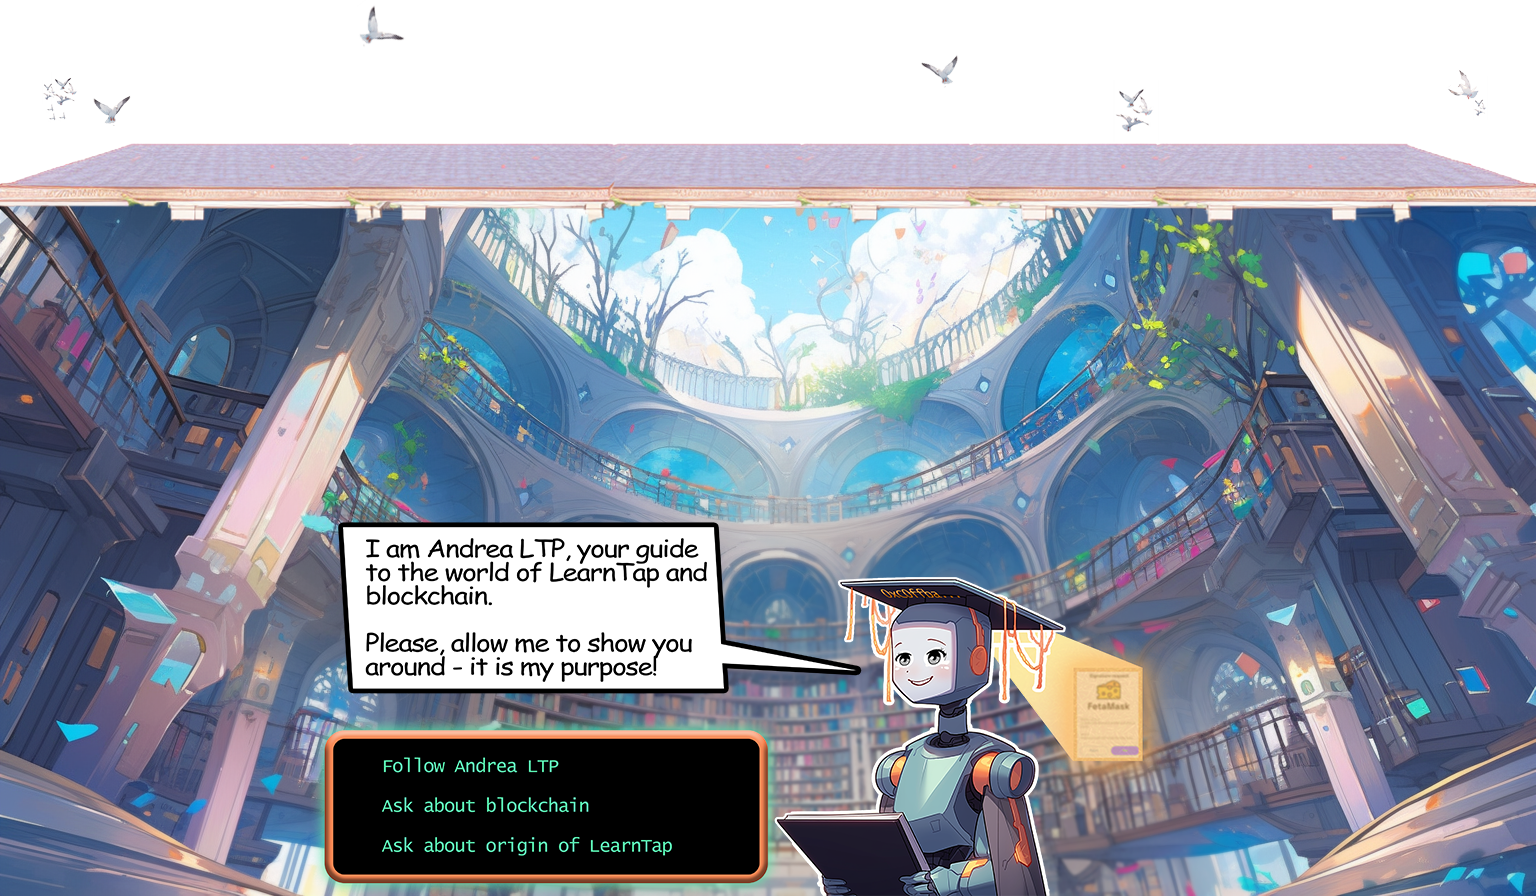 I am Andrea LTP, your guide
to the world of LearnTap and
blockchain.
Please, allow me to show you
around - it is my purpose!
0xc0ffba...
FetaMask
Follow Andrea LTP
Ask about blockchain
Ask about origin of LearnTap